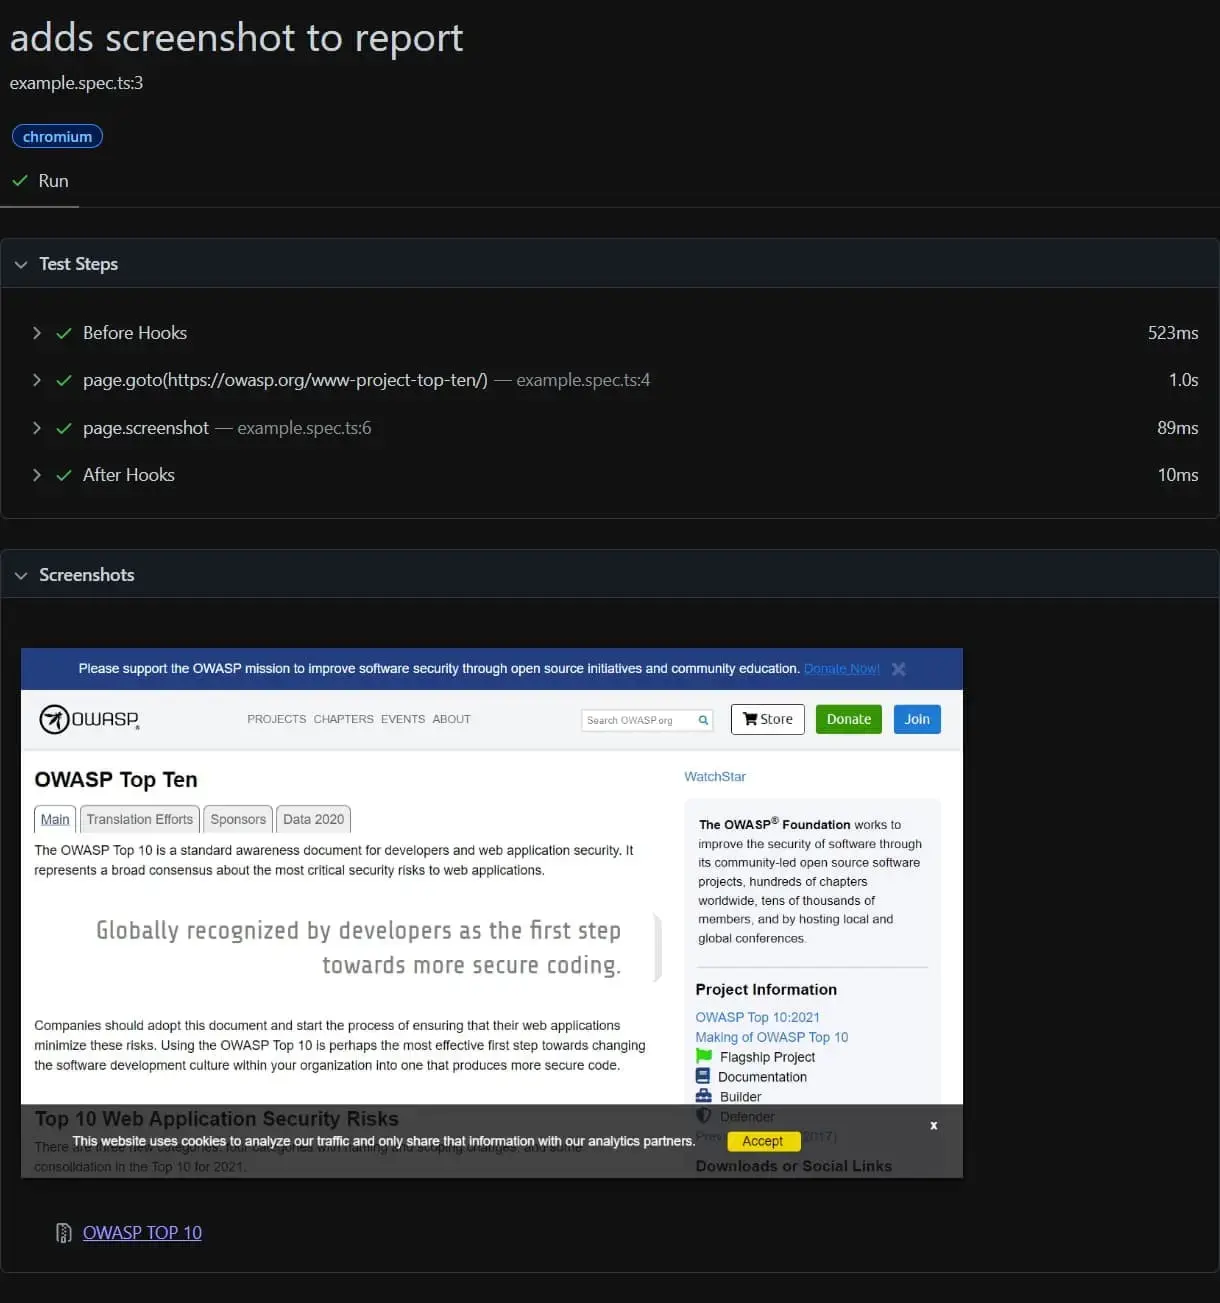 adds screenshot to report
example.spec.ts:3
chromium
Run
Test Steps
Before Hooks 523ms
page.goto(https://owasp.org/www-project-top-ten/) — example.spec.ts:4 1.0s
page.screenshot — example.spec.ts:6 89ms
After Hooks 10ms
Screenshots
Please support the OWASP mission to improve software security through open source initiatives and community education. Donate Now!
OWASP
PROJECTS CHAPTERS EVENTS ABOUT
Search OWASP.org
Store
Donate
Join
OWASP Top Ten
Main Translation Efforts Sponsors Data 2020
The OWASP Top 10 is a standard awareness document for developers and web application security. It
represents a broad consensus about the most critical security risks to web applications.
Globally recognized by developers as the first step
towards more secure coding.
Companies should adopt this document and start the process of ensuring that their web applications
minimize these risks. Using the OWASP Top 10 is perhaps the most effective first step towards changing
the software development culture within your organization into one that produces more secure code.
Top 10 Web Application Security Risks
There are three new categories, four categories with naming and scoping changes, and some
consolidation in the Top 10 for 2021.
WatchStar
The OWASP® Foundation works to
improve the security of software through
its community-led open source software
projects, hundreds of chapters
worldwide, tens of thousands of
members, and by hosting local and
global conferences.
Project Information
OWASP Top 10:2021
Making of OWASP Top 10
Flagship Project
Documentation
Builder
Defender
2017)
Downloads or Social Links
This website uses cookies to analyze our traffic and only share that information with our analytics partners.
Accept
x
OWASP TOP 10